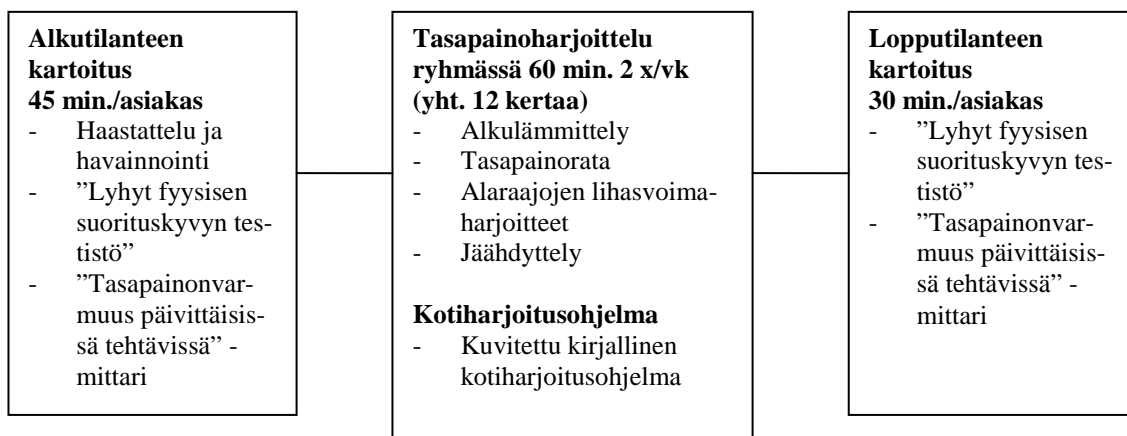 Alkutilanteen
kartoitus
45 min./asiakas
- Haastattelu ja
havainnointi
- ”Lyhyt fyysisen
suorituskyvyn tes-
tistö”
- ”Tasapainonvar-
muus päivittäisis-
sä tehtävissä” -
mittari
Tasapainoharjoittelu
ryhmässä 60 min. 2 x/vk
(yht. 12 kertaa)
- Alkulämmittely
- Tasapainorata
- Alaraajojen lihasvoima-
harjoitteet
- Jäähdyttely
Kotiharjoitusohjelma
- Kuvitettu kirjallinen
kotiharjoitusohjelma
Lopputilanteen
kartoitus
30 min./asiakas
- ”Lyhyt fyysisen
suorituskyvyn tes-
tistö”
- ”Tasapainonvar-
muus päivittäisis-
sä tehtävissä” -
mittari